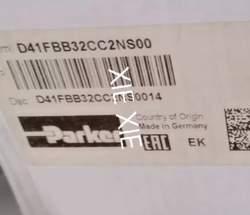 D41FBB32CC2NS00
Desc. D41FBB32CC2NS0014
XIE XIE
Parker
Country of Origin
Made in Germany
EAC
EK